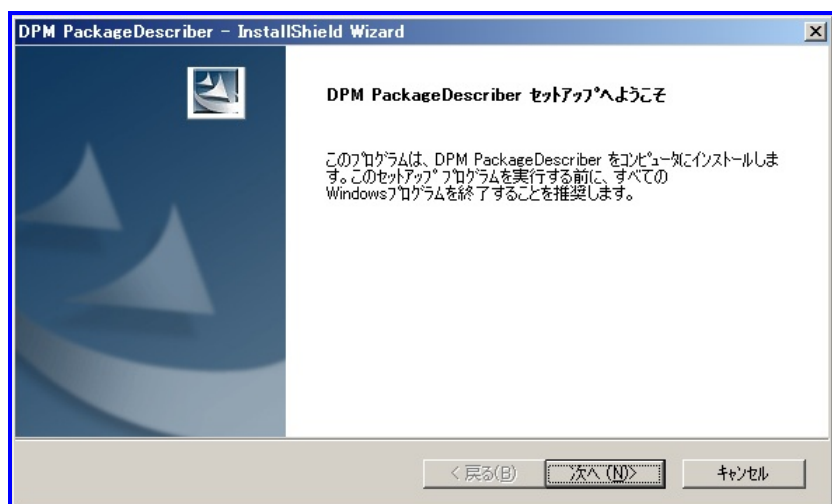 DPM PackageDescriber - InstallShield Wizard
DPM PackageDescriber セットアップへようこそ
このプログラムは、DPM PackageDescriber をコンピュータにインストールしま
す。このセットアップ プログラムを実行する前に、すべての
Windowsプログラムを終了することを推奨します。
< 戻る(B)
次へ (N)>
キャンセル